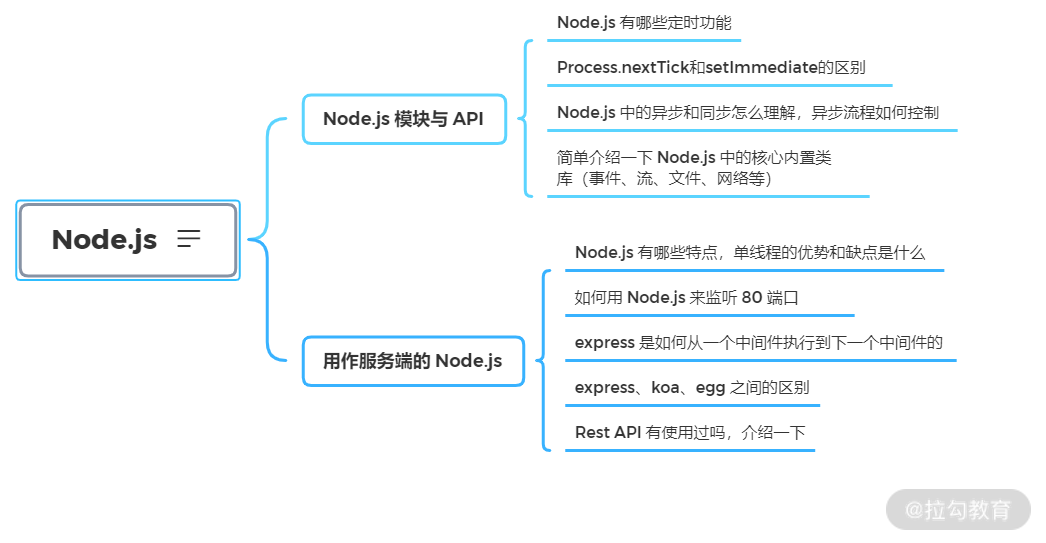 Node.js
Node.js 模块与 API
Node.js 有哪些定时功能
Process.nextTick和setImmediate的区别
Node.js 中的异步和同步怎么理解，异步流程如何控制
简单介绍一下 Node.js 中的核心内置类
库（事件、流、文件、网络等）
用作服务端的 Node.js
Node.js 有哪些特点，单线程的优势和缺点是什么
如何用 Node.js 来监听 80 端口
express 是如何从一个中间件执行到下一个中间件的
express、koa、egg 之间的区别
Rest API 有使用过吗，介绍一下
@拉勾教育